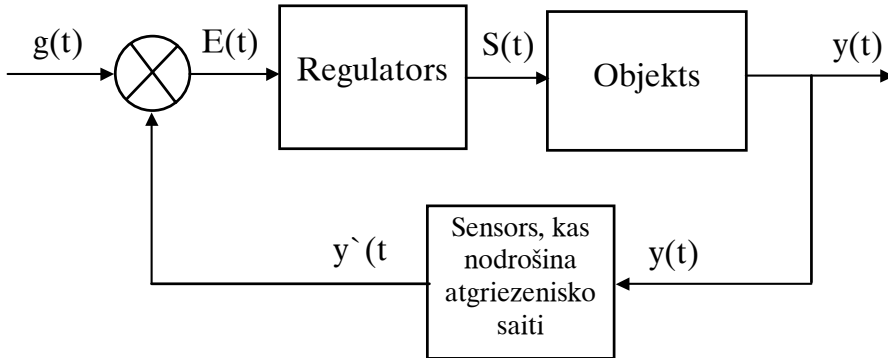 g(t)
E(t)
Regulators
S(t)
Objekts
y(t)
Sensors, kas
nodrošina
atgriezenisko
saiti
y`(t
y(t)